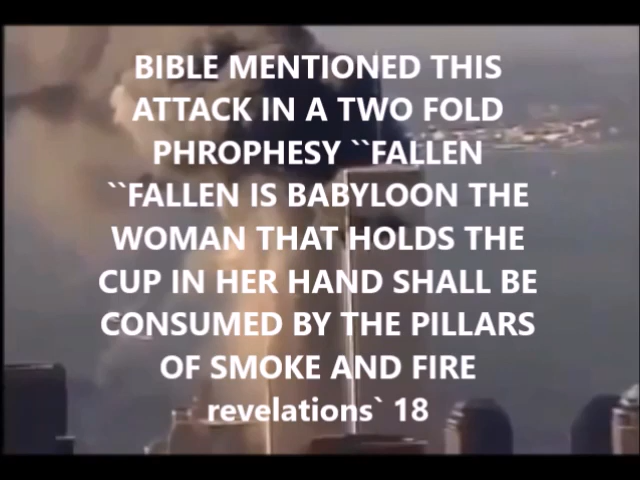 BIBLE MENTIONED THIS
ATTACK IN A TWO FOLD
PHROPHESY ``FALLEN
``FALLEN IS BABYLOON THE
WOMAN THAT HOLDS THE
CUP IN HER HAND SHALL BE
CONSUMED BY THE PILLARS
OF SMOKE AND FIRE
revelations` 18